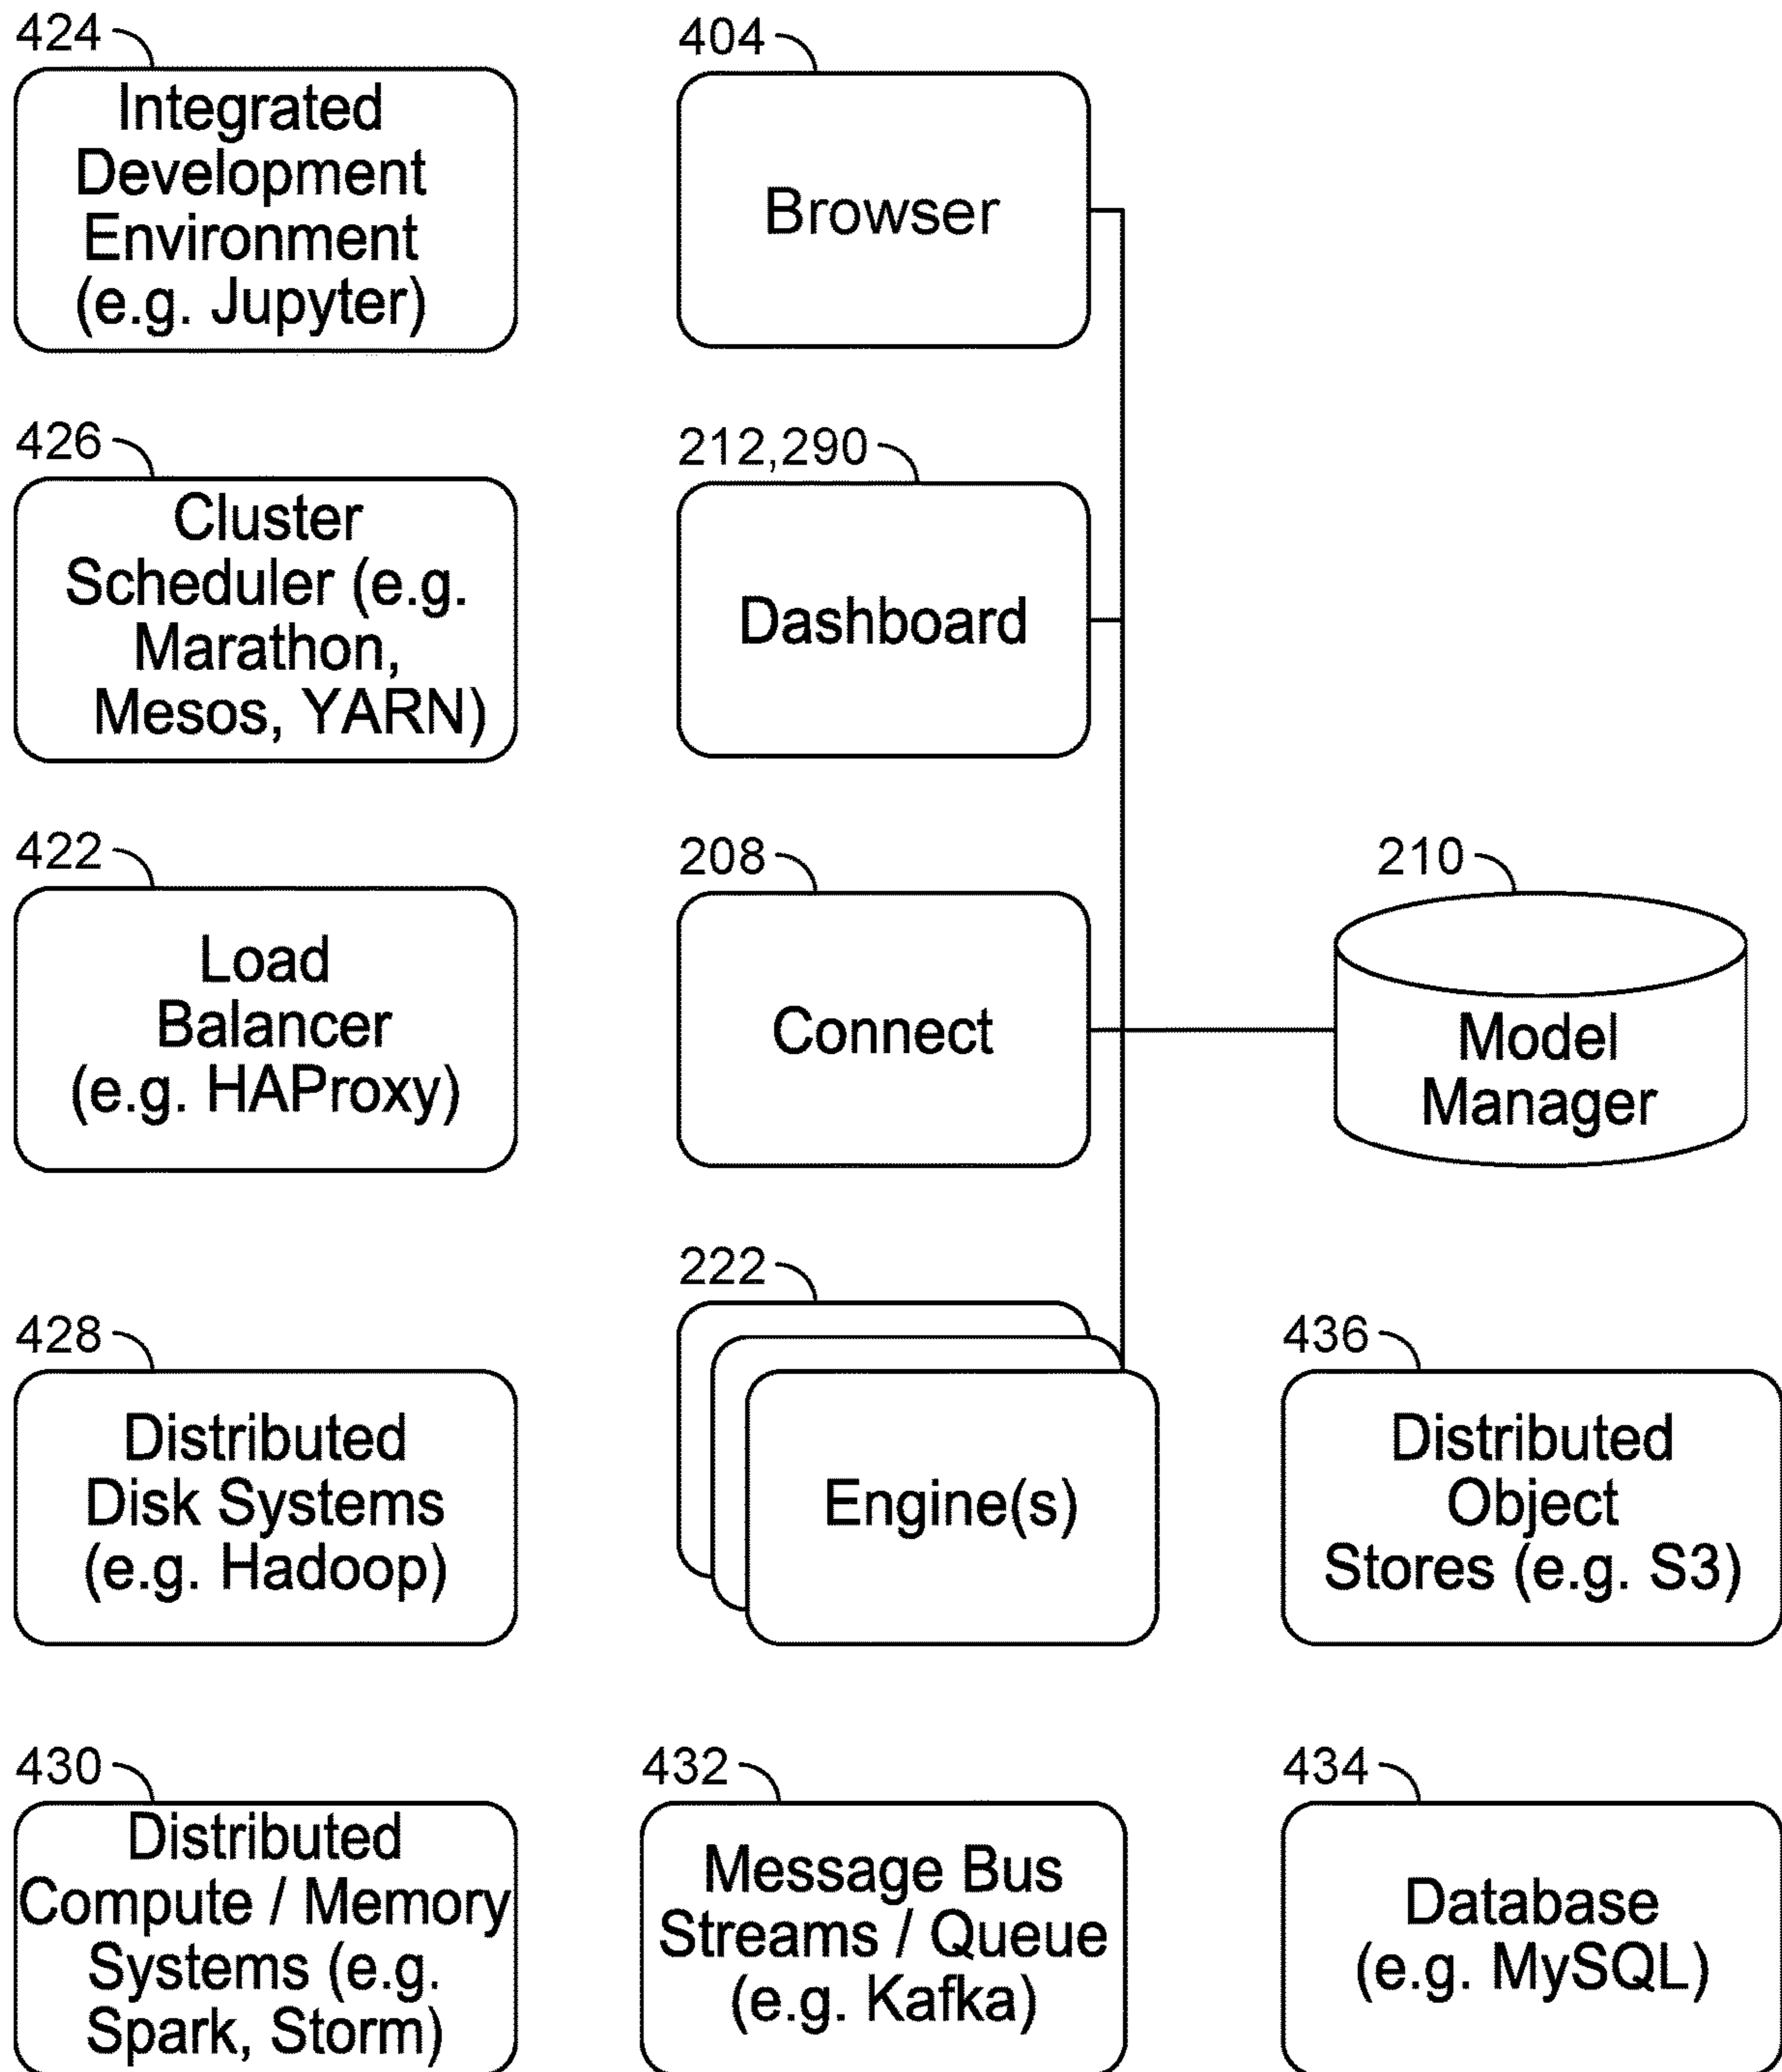 424
Integrated
Development
Environment
(e.g. Jupyter)
404
Browser
426
Cluster
Scheduler (e.g.
Marathon,
Mesos, YARN)
212,290
Dashboard
422
Load
Balancer
(e.g. HAProxy)
208
Connect
210
Model
Manager
428
Distributed
Disk Systems
(e.g. Hadoop)
222
Engine(s)
436
Distributed
Object
Stores (e.g. S3)
430
Distributed
Compute / Memory
Systems (e.g.
Spark, Storm)
432
Message Bus
Streams / Queue
(e.g. Kafka)
434
Database
(e.g. MySQL)